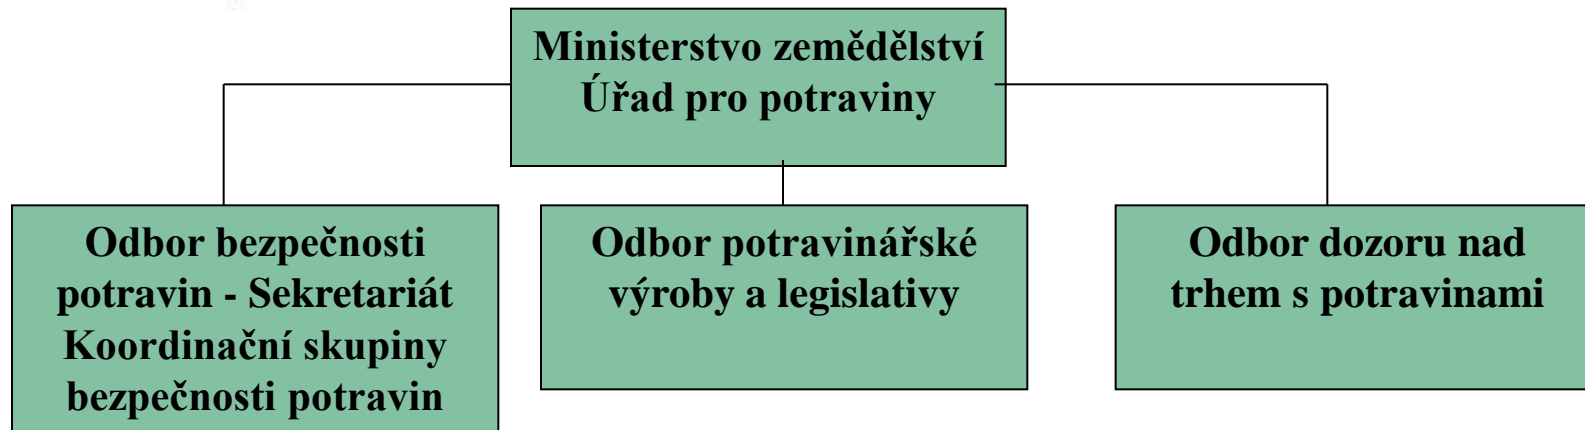 Ministerstvo zemědělství
Úřad pro potraviny
Odbor bezpečnosti
potravin - Sekretariát
Koordinační skupiny
bezpečnosti potravin
Odbor potravinářské
výroby a legislativy
Odbor dozoru nad
trhem s potravinami